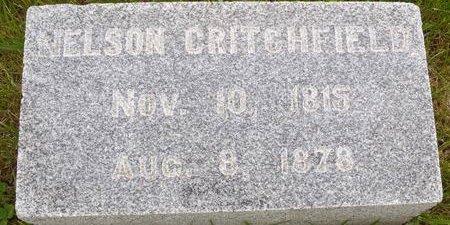 NELSON CRITCHFIELD
NOV. 10, 1815
AUG. 8, 1878